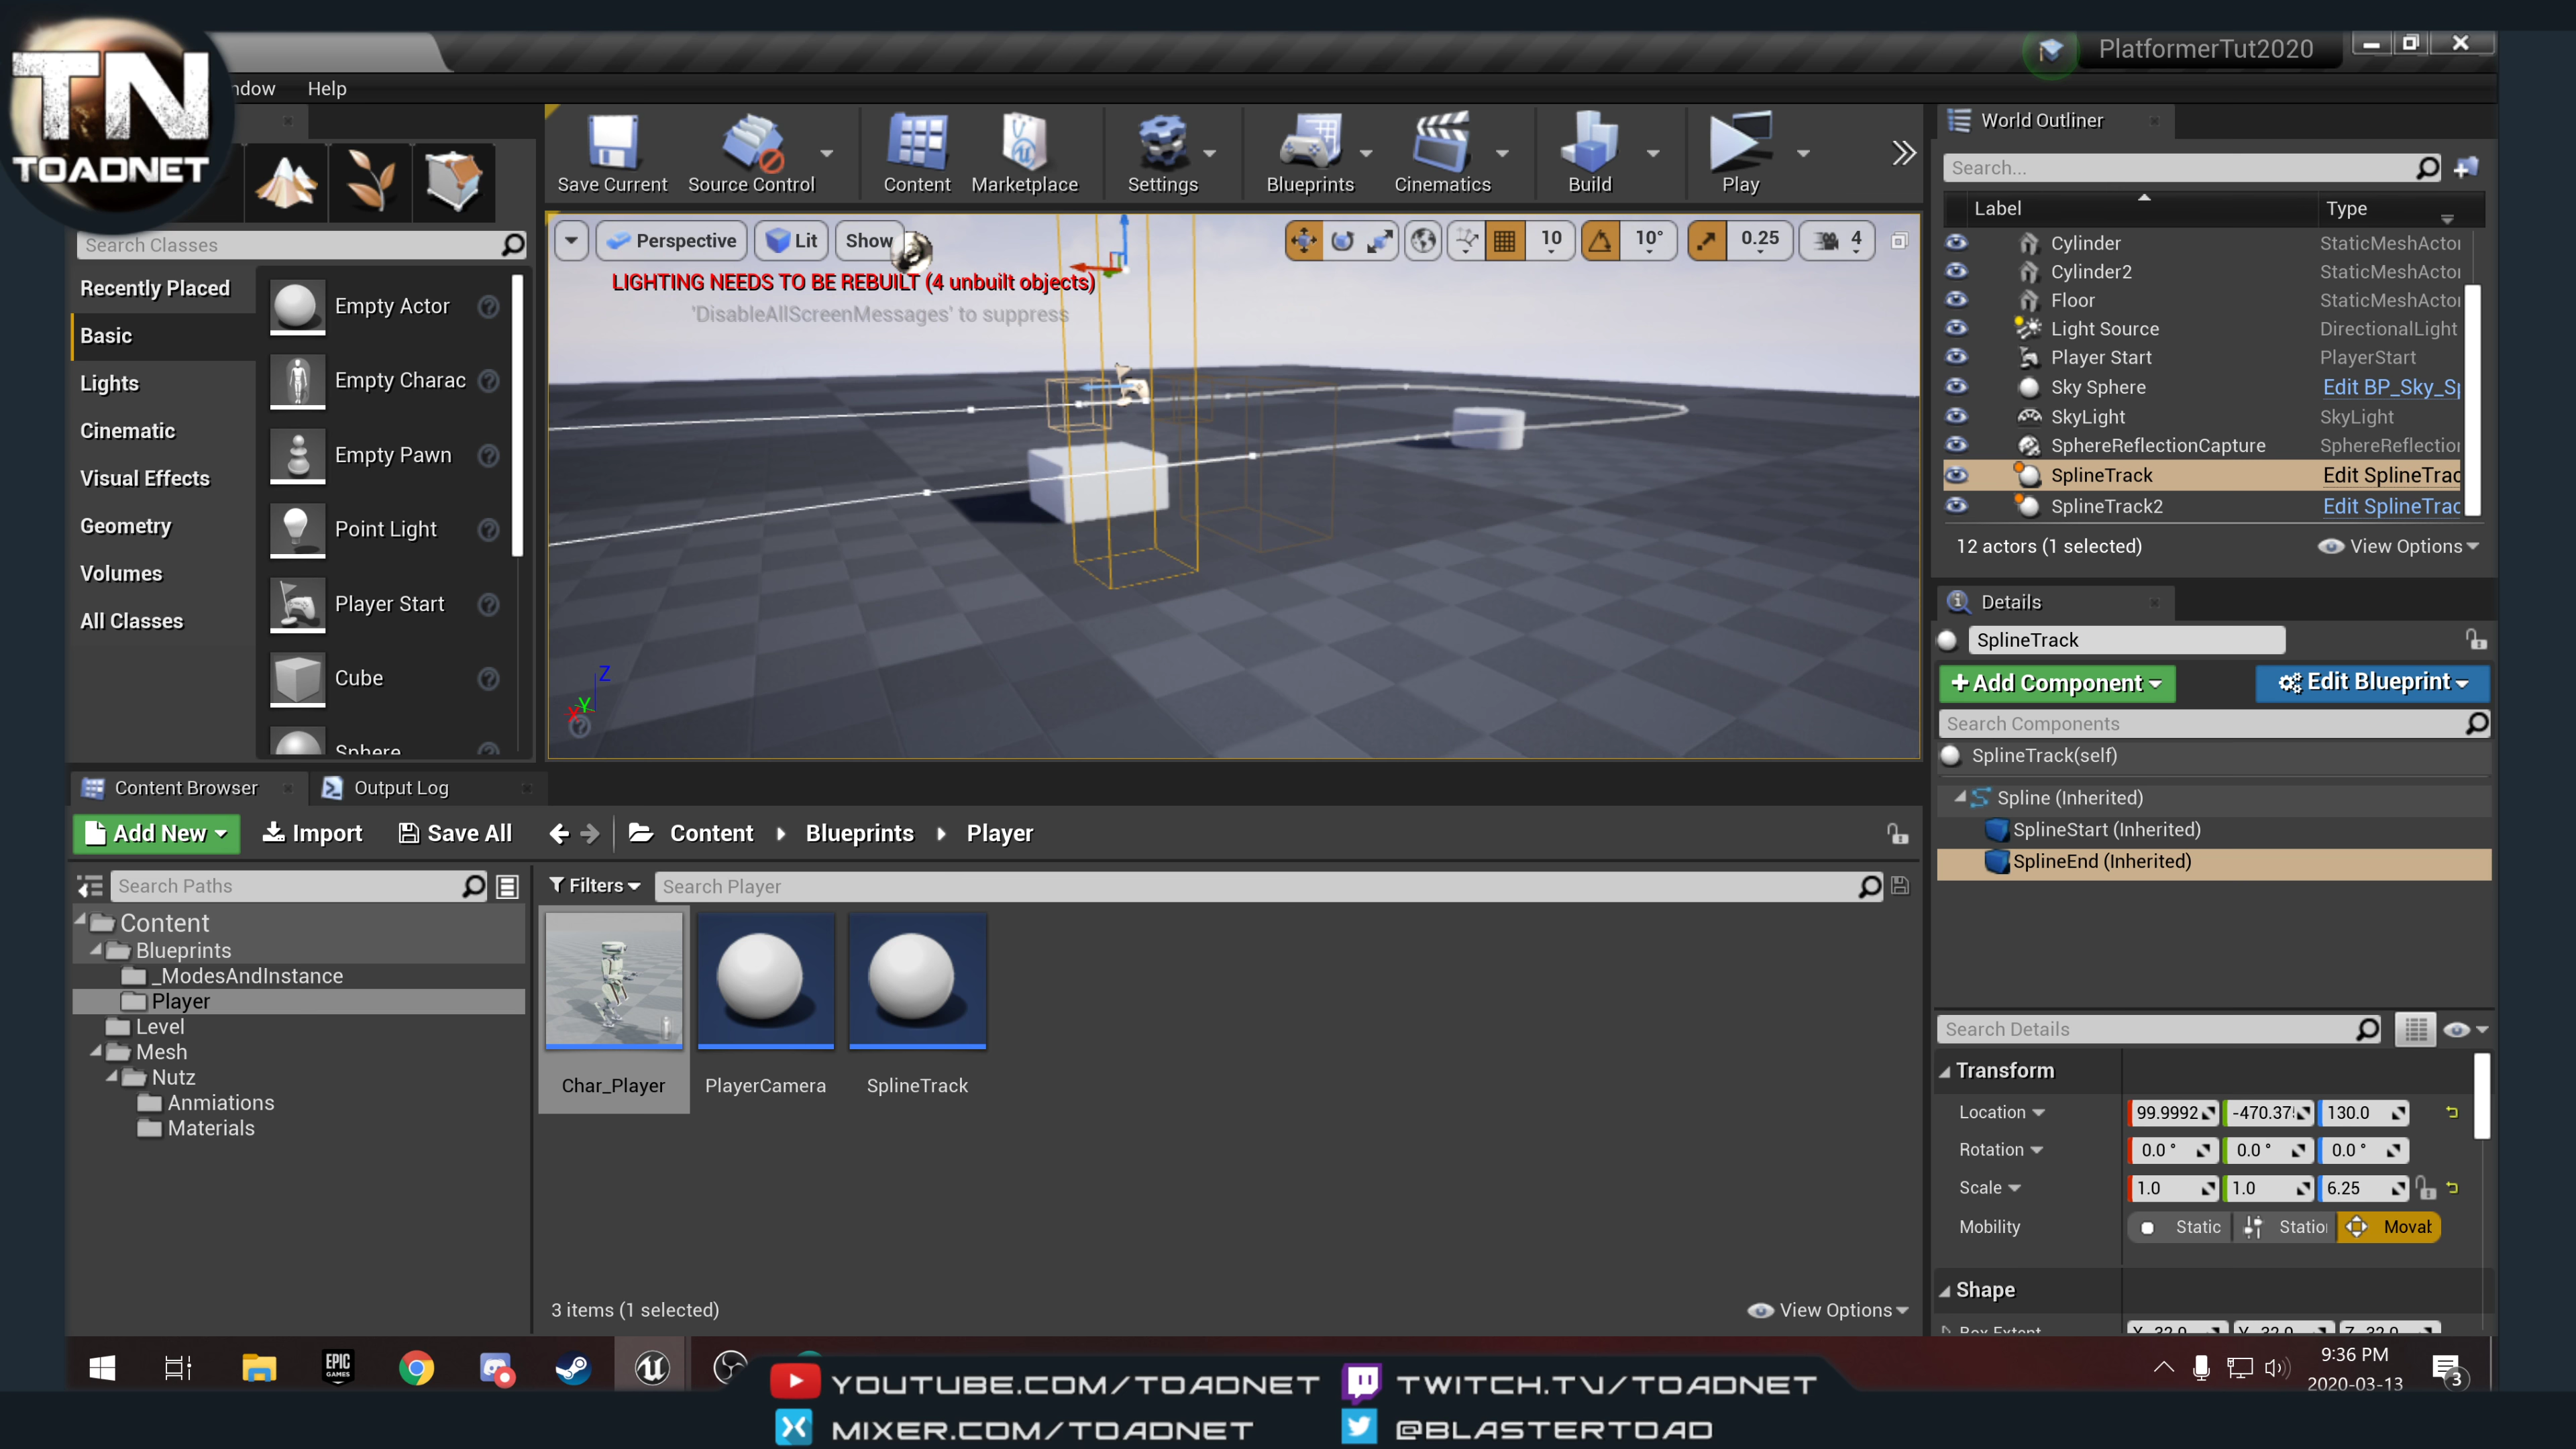 TN
TOADNET
ndow
Help
PlatformerTut2020
Save Current
Source Control
Content
Marketplace
Settings
Blueprints
Cinematics
Build
Play
World Outliner
Search...
Label
Type
Search Classes
Recently Placed
Basic
Lights
Cinematic
Visual Effects
Geometry
Volumes
All Classes
Empty Actor
Empty Charac
Empty Pawn
Point Light
Player Start
Cube
Sphere
Perspective
Lit
Show
10
10°
0.25
4
LIGHTING NEEDS TO BE REBUILT (4 unbuilt objects)
'DisableAllScreenMessages' to suppress
Z
Y
X
Cylinder StaticMeshActor
Cylinder2 StaticMeshActor
Floor StaticMeshActor
Light Source DirectionalLight
Player Start PlayerStart
Sky Sphere Edit BP_Sky_Sp
SkyLight SkyLight
SphereReflectionCapture SphereReflection
SplineTrack Edit SplineTrac
SplineTrack2 Edit SplineTrac
12 actors (1 selected)
View Options
Details
SplineTrack
+ Add Component
Edit Blueprint
Search Components
SplineTrack(self)
Spline (Inherited)
SplineStart (Inherited)
SplineEnd (Inherited)
Search Details
Transform
Location 99.9992 -470.37 130.0
Rotation 0.0 ° 0.0 ° 0.0 °
Scale 1.0 1.0 6.25
Mobility Static Statio Movab
Shape
Box Extent X 32.0 Y 32.0 Z 32.0
Content Browser
Output Log
Add New
Import
Save All
Content
Blueprints
Player
Search Paths
Filters
Search Player
Content
Blueprints
_ModesAndInstance
Player
Level
Mesh
Nutz
Anmiations
Materials
Char_Player
PlayerCamera
SplineTrack
3 items (1 selected)
View Options
EPIC
GAMES
9:36 PM
2020-03-13
3
YOUTUBE.COM/TOADNET
TWITCH.TV/TOADNET
MIXER.COM/TOADNET
@BLASTERTOAD